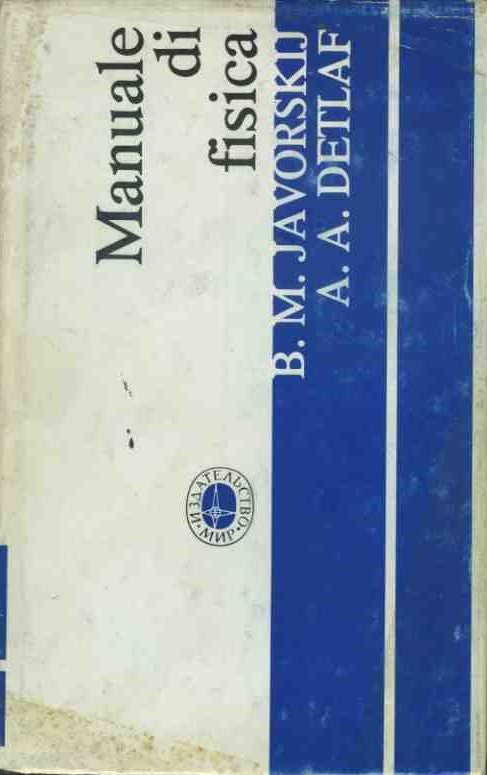 Manuale
di
fisica
B. M. JAVORSKIJ
A. A. DETLAF
ИЗДАТЕЛЬСТВО
• МИР •